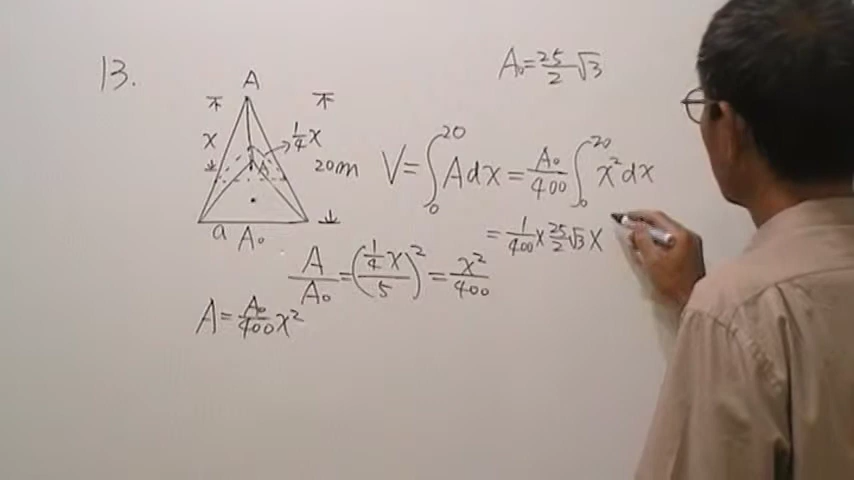 13.
A₀=25/2 √3
A
x
1/4 x
20m
a A₀
V=∫₀²⁰ A dx = A₀/400 ∫₀²⁰ x² dx
= 1/400 × 25/2 √3 ×
A/A₀ = (1/4 x / 5)² = x²/400
A = A₀/400 x²